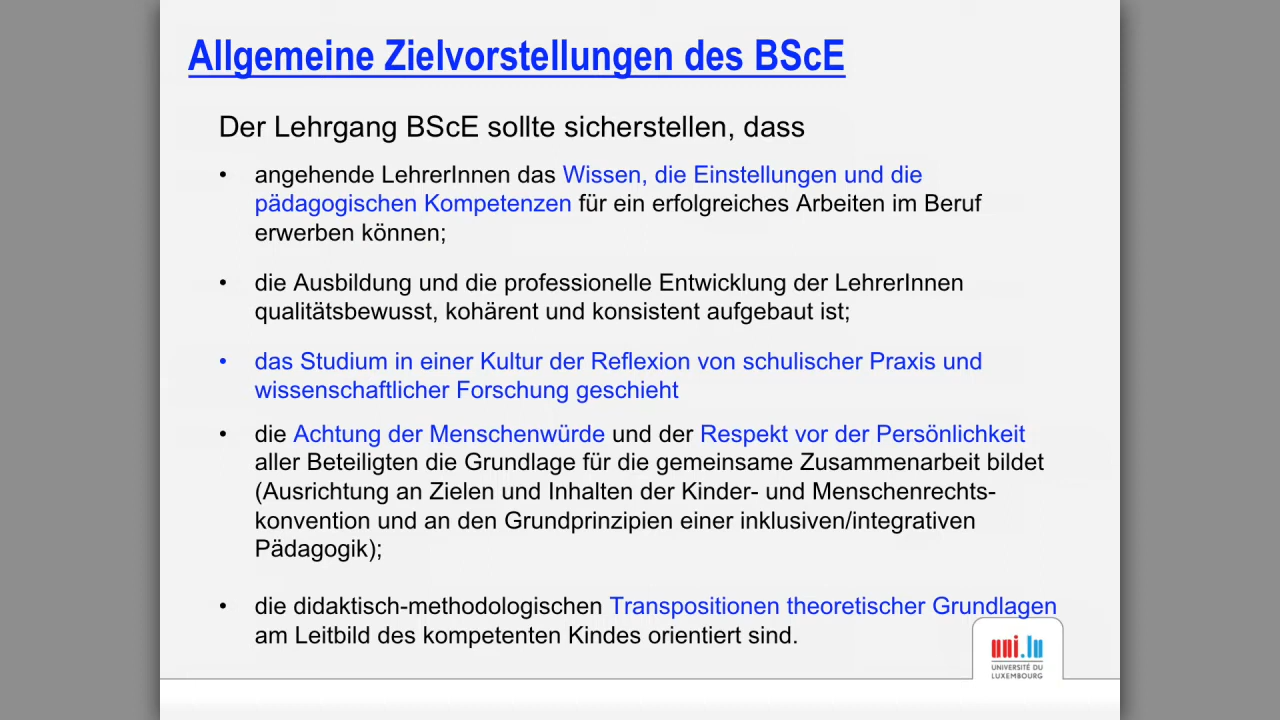 Allgemeine Zielvorstellungen des BScE
Der Lehrgang BScE sollte sicherstellen, dass
• angehende LehrerInnen das Wissen, die Einstellungen und die
pädagogischen Kompetenzen für ein erfolgreiches Arbeiten im Beruf
erwerben können;
• die Ausbildung und die professionelle Entwicklung der LehrerInnen
qualitätsbewusst, kohärent und konsistent aufgebaut ist;
• das Studium in einer Kultur der Reflexion von schulischer Praxis und
wissenschaftlicher Forschung geschieht
• die Achtung der Menschenwürde und der Respekt vor der Persönlichkeit
aller Beteiligten die Grundlage für die gemeinsame Zusammenarbeit bildet
(Ausrichtung an Zielen und Inhalten der Kinder- und Menschenrechts-
konvention und an den Grundprinzipien einer inklusiven/integrativen
Pädagogik);
• die didaktisch-methodologischen Transpositionen theoretischer Grundlagen
am Leitbild des kompetenten Kindes orientiert sind.
uni.lu
UNIVERSITÉ DU
LUXEMBOURG